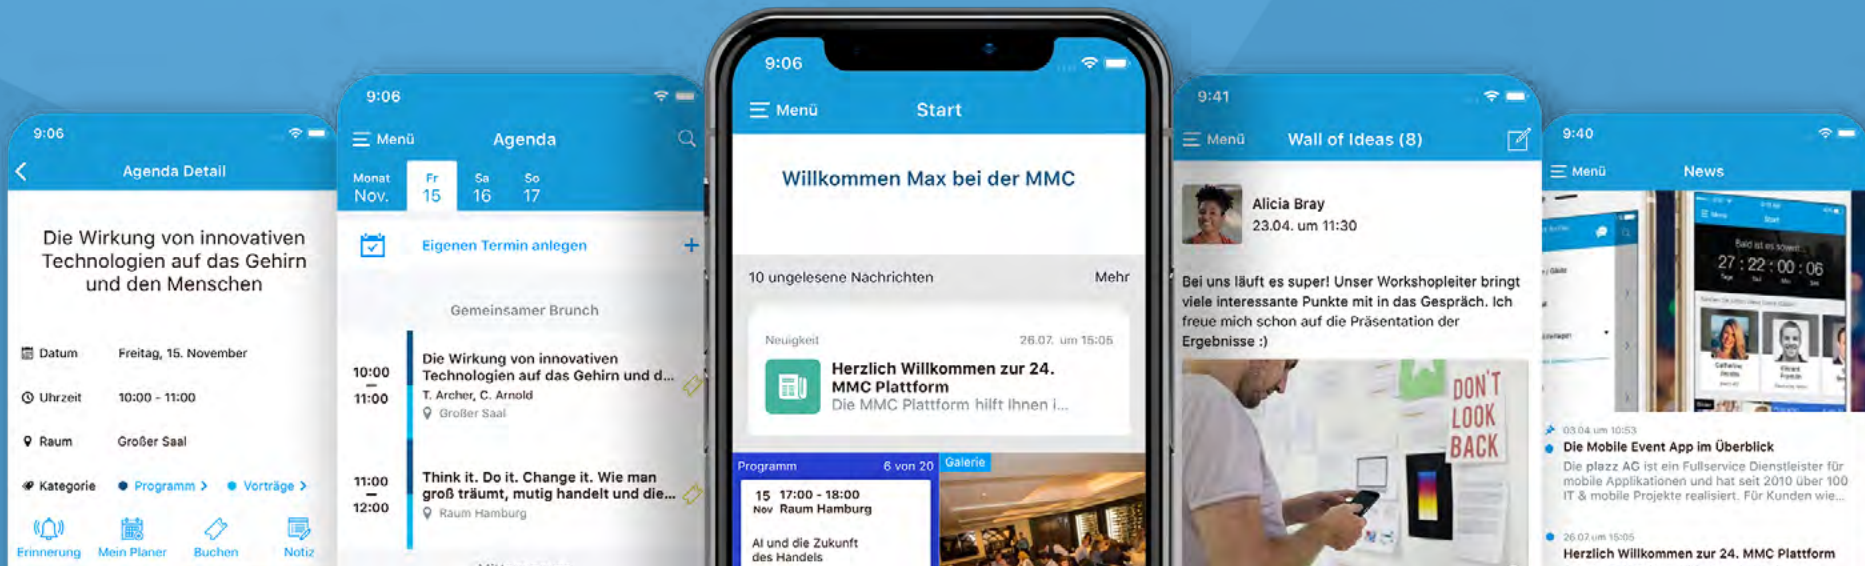 9:06
Agenda Detail
Die Wirkung von innovativen
Technologien auf das Gehirn
und den Menschen
Datum Freitag, 15. November
Uhrzeit 10:00 - 11:00
Raum Großer Saal
Kategorie Programm > Vorträge >
Erinnerung Mein Planer Buchen Notiz
9:06
Menü Agenda
Monat Fr Sa So
Nov. 15 16 17
Eigenen Termin anlegen +
Gemeinsamer Brunch
10:00
–
11:00
Die Wirkung von innovativen
Technologien auf das Gehirn und d...
T. Archer, C. Arnold
Großer Saal
11:00
–
12:00
Think it. Do it. Change it. Wie man
groß träumt, mutig handelt und die...
Raum Hamburg
9:06
Menü Start
Willkommen Max bei der MMC
10 ungelesene Nachrichten Mehr
Neuigkeit 26.07. um 15:05
Herzlich Willkommen zur 24.
MMC Plattform
Die MMC Plattform hilft Ihnen i...
Programm 6 von 20
15 17:00 - 18:00
Nov Raum Hamburg
AI und die Zukunft
des Handels
Galerie
9:41
Menü Wall of Ideas (8)
Alicia Bray
23.04. um 11:30
Bei uns läuft es super! Unser Workshopleiter bringt
viele interessante Punkte mit in das Gespräch. Ich
freue mich schon auf die Präsentation der
Ergebnisse :)
DON'T
LOOK
BACK
9:40
Menü News
Start
Bald ist es soweit
27 : 22 : 00 : 06
03.04. um 10:53
Die Mobile Event App im Überblick
Die plazz AG ist ein Fullservice Dienstleister für
mobile Applikationen und hat seit 2010 über 100
IT & mobile Projekte realisiert. Für Kunden wie...
26.07. um 15:05
Herzlich Willkommen zur 24. MMC Plattform